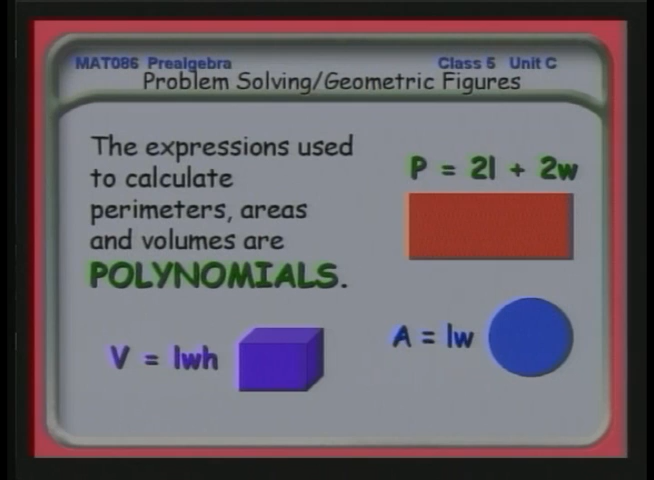 MAT086 Prealgebra Class 5 Unit C
Problem Solving/Geometric Figures
The expressions used
to calculate
perimeters, areas
and volumes are
POLYNOMIALS.
P = 2l + 2w
V = lwh
A = lw